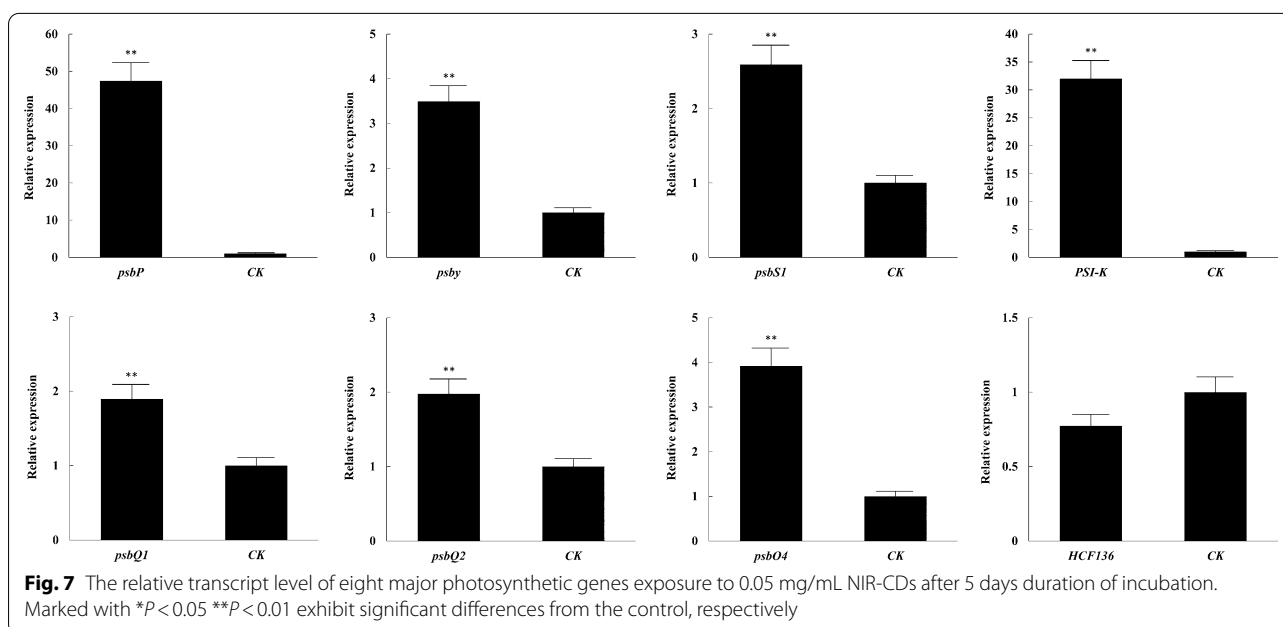 Relative expression
60
50
40
30
20
10
0
**
psbP
CK
Relative expression
5
4
3
2
1
0
**
psby
CK
Relative expression
3
2
1
0
**
psbS1
CK
Relative expression
40
35
30
25
20
15
10
5
0
**
PSI-K
CK
Relative expression
3
2
1
0
**
psbQ1
CK
Relative expression
3
2
1
0
**
psbQ2
CK
Relative expression
5
4
3
2
1
0
**
psbO4
CK
Relative expression
1.5
1
0.5
0
HCF136
CK
Fig. 7 The relative transcript level of eight major photosynthetic genes exposure to 0.05 mg/mL NIR-CDs after 5 days duration of incubation.
Marked with *P < 0.05 **P < 0.01 exhibit significant differences from the control, respectively